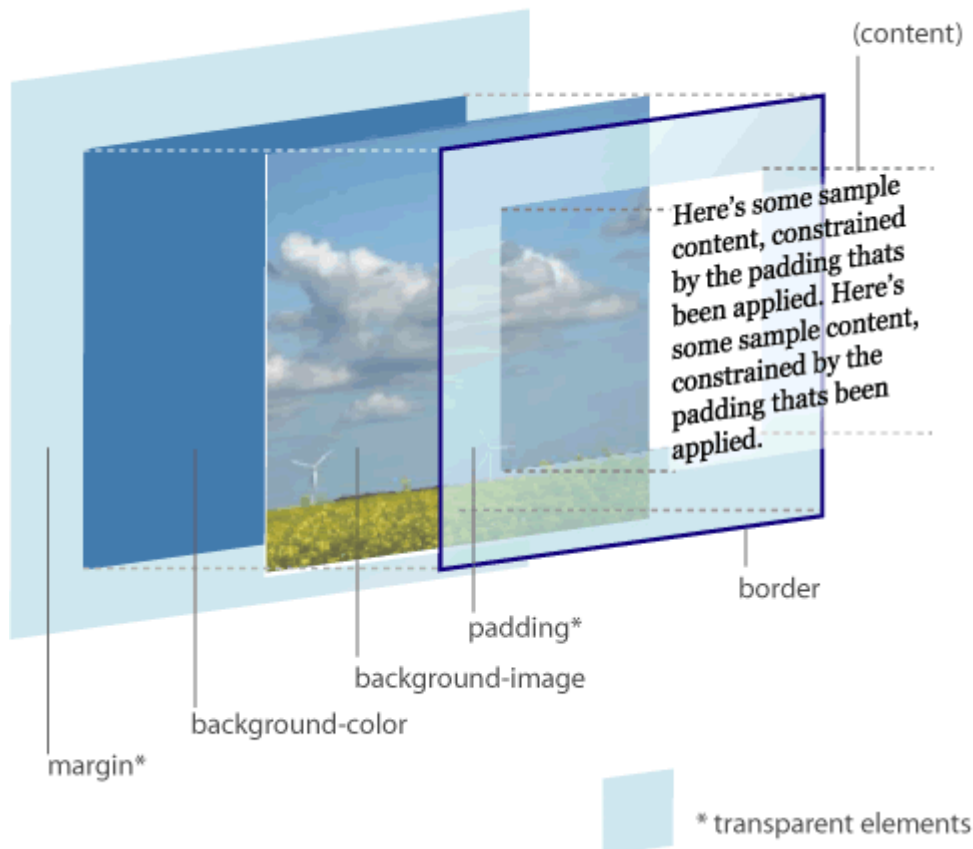 (content)
Here’s some sample
content, constrained
by the padding thats
been applied. Here’s
some sample content,
constrained by the
padding thats been
applied.
border
padding*
background-image
background-color
margin*
* transparent elements